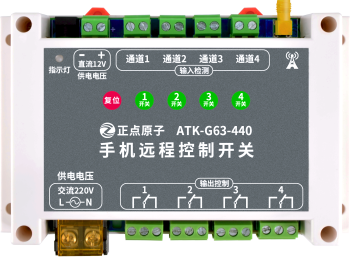 − +
直流12V
供电电压
指示灯
通道1 通道2 通道3 通道4
输入检测
复位
1
开关
2
开关
3
开关
4
开关
正点原子 ATK-G63-440
手机远程控制开关
供电电压
交流220V
L N
输出控制
1 2 3 4